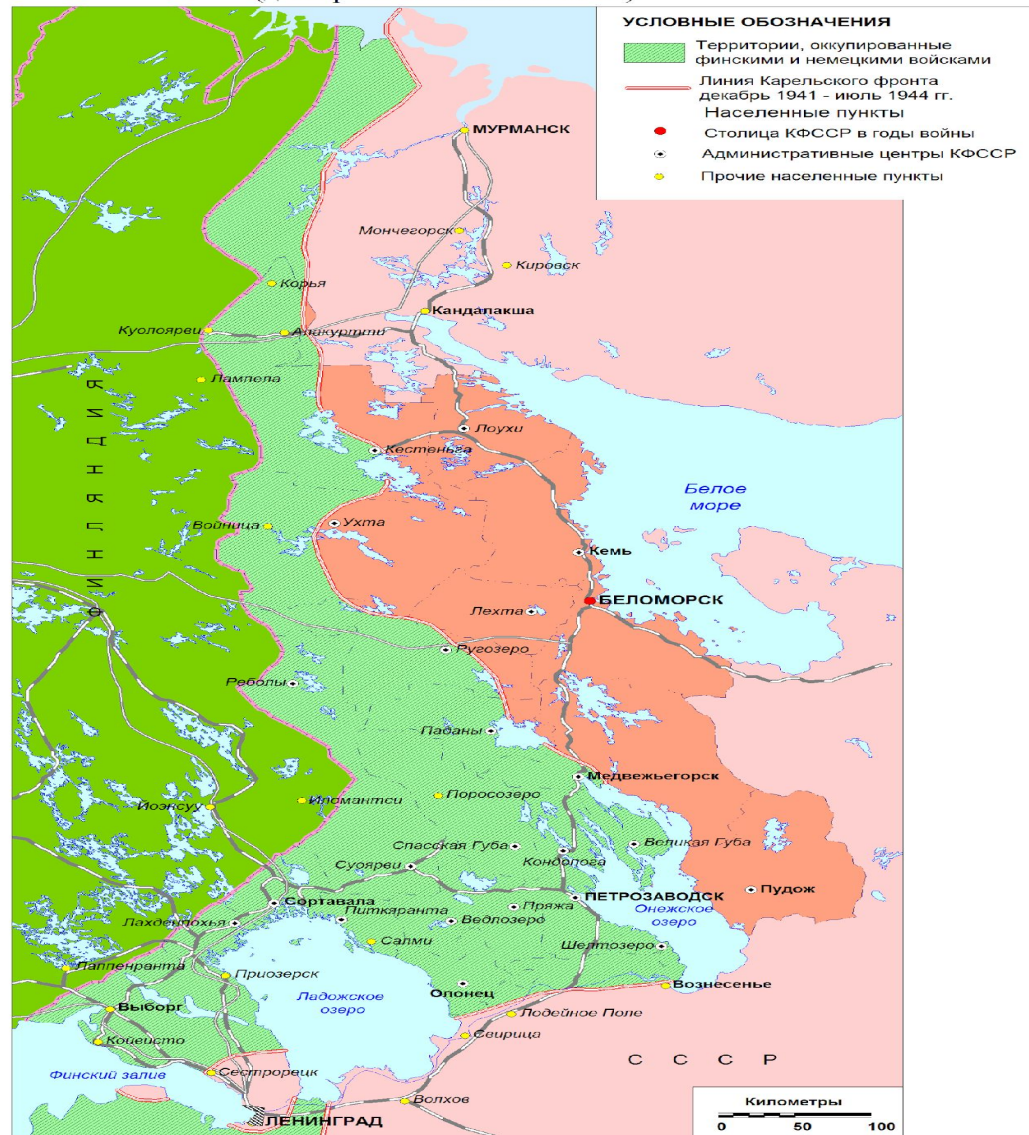 УСЛОВНЫЕ ОБОЗНАЧЕНИЯ
Территории, оккупированные
финскими и немецкими войсками
Линия Карельского фронта
декабрь 1941 - июль 1944 гг.
Населенные пункты
Столица КФССР в годы войны
Административные центры КФССР
Прочие населенные пункты
МУРМАНСК
Мончегорск
Кировск
Корья
Кандалакша
Куолоярви
Алакуртти
Лампела
ФИНЛЯНДИЯ
Лоухи
Кестеньга
Белое
море
Войница
Ухта
Кемь
БЕЛОМОРСК
Лехта
Ругозеро
Реболы
Паданы
Медвежьегорск
Иломантси
Поросозеро
Йоэнсуу
Спасская Губа
Великая Губа
Кондопога
Суоярви
Пудож
ПЕТРОЗАВОДСК
Сортавала
Онежское
озеро
Питкяранта
Пряжа
Лахденпохья
Ведлозеро
Салми
Шелтозеро
Лаппенранта
Приозерск
Олонец
Вознесенье
Ладожское
озеро
Выборг
Лодейное Поле
Свирица
Койвисто
СССР
Финский залив
Сестрорецк
Волхов
ЛЕНИНГРАД
Километры
0 50 100